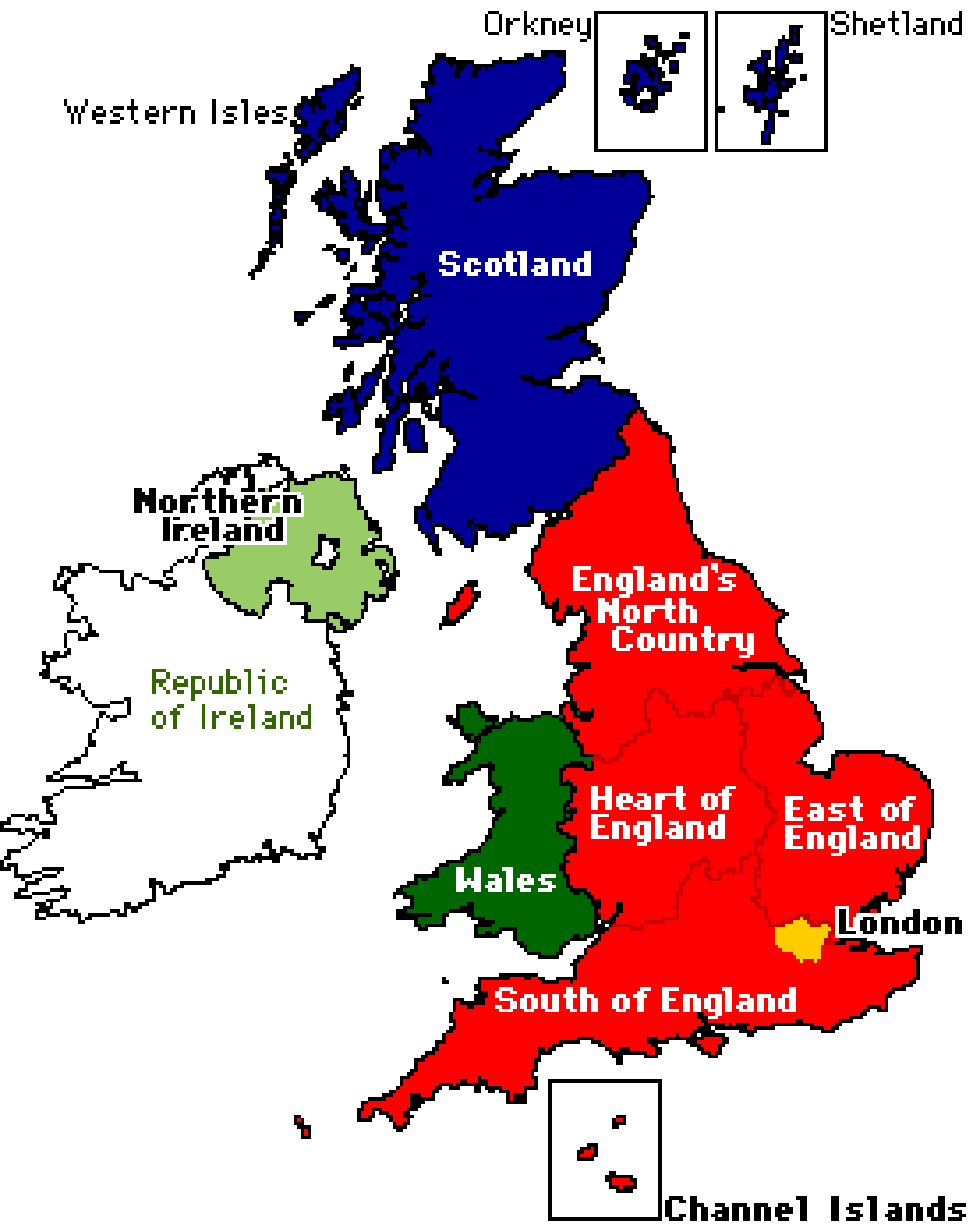 Orkney
Shetland
Western Isles
Scotland
Northern
Ireland
England's
North
Country
Republic
of Ireland
Heart of
England
East of
England
Wales
London
South of England
Channel Islands